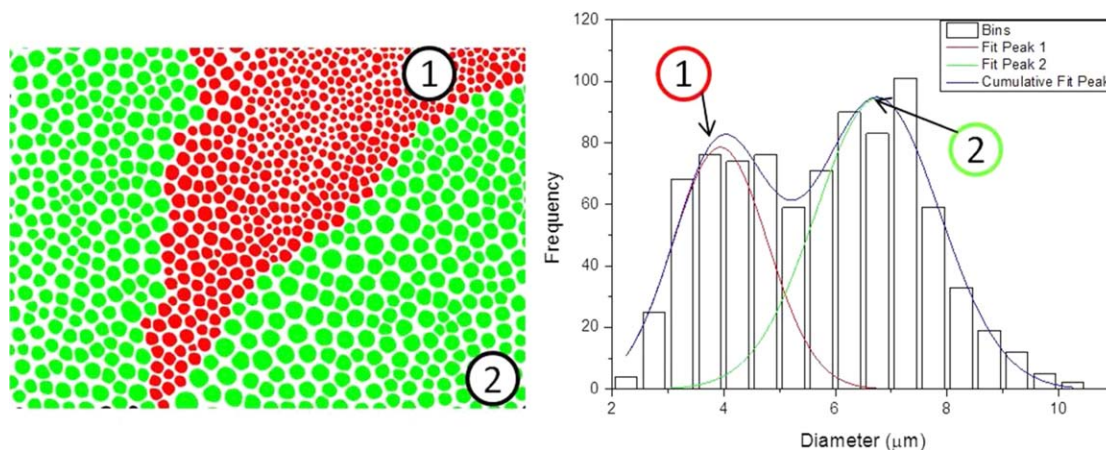 1
2
120
100
80
60
40
20
0
Frequency
2
4
6
8
10
Diameter (μm)
Bins
Fit Peak 1
Fit Peak 2
Cumulative Fit Peak
1
2